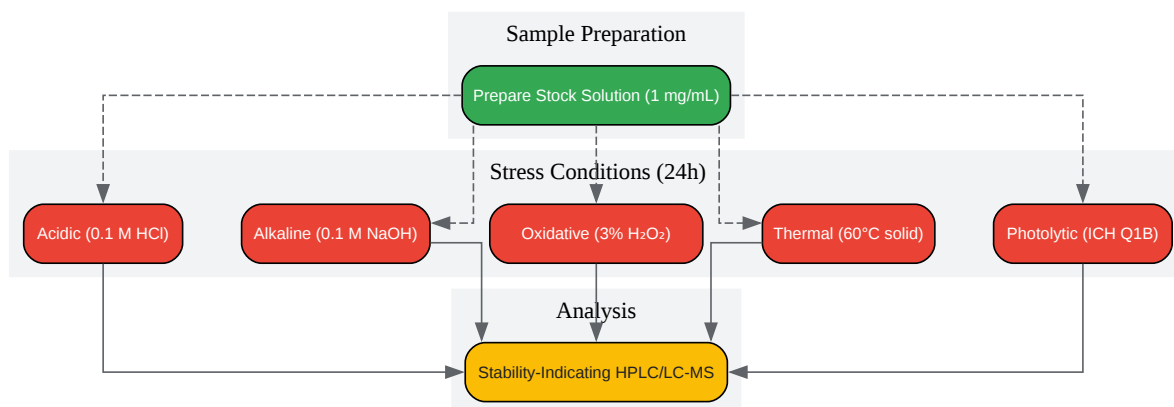 Sample Preparation
Prepare Stock Solution (1 mg/mL)
Stress Conditions (24h)
Acidic (0.1 M HCl)
Alkaline (0.1 M NaOH)
Oxidative (3% H₂O₂)
Thermal (60°C solid)
Photolytic (ICH Q1B)
Analysis
Stability-Indicating HPLC/LC-MS